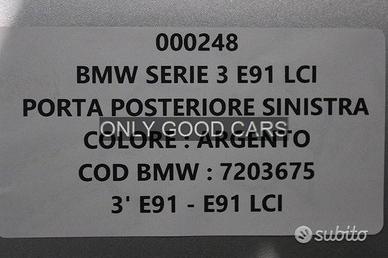 000248
BMW SERIE 3 E91 LCI
PORTA POSTERIORE SINISTRA
ONLY GOOD CARS
COLORE : ARGENTO
COD BMW : 7203675
3' E91 - E91 LCI
subito